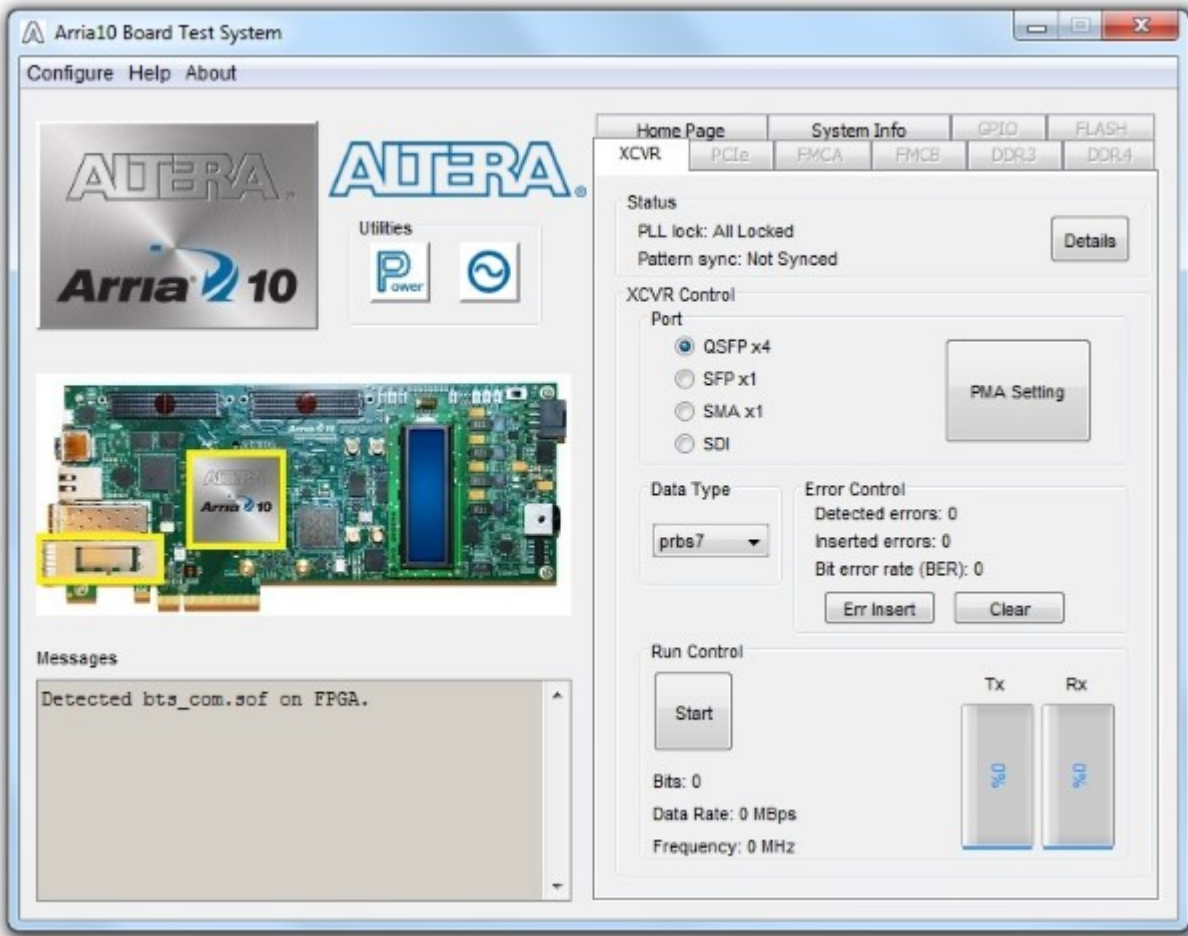 Arria10 Board Test System
Configure Help About
ALTERA
Arria 10
ALTERA
Utilities
Power
ALTERA
Arria 10
Messages
Detected bts_com.sof on FPGA.
Home Page System Info GPIO FLASH
XCVR PCIe FMCA FMCB DDR3 DDR4
Status
PLL lock: All Locked
Pattern sync: Not Synced
Details
XCVR Control
Port
QSFP x4
SFP x1
SMA x1
SDI
PMA Setting
Data Type
prbs7
Error Control
Detected errors: 0
Inserted errors: 0
Bit error rate (BER): 0
Err Insert Clear
Run Control
Start
Tx Rx
0% 0%
Bits: 0
Data Rate: 0 MBps
Frequency: 0 MHz